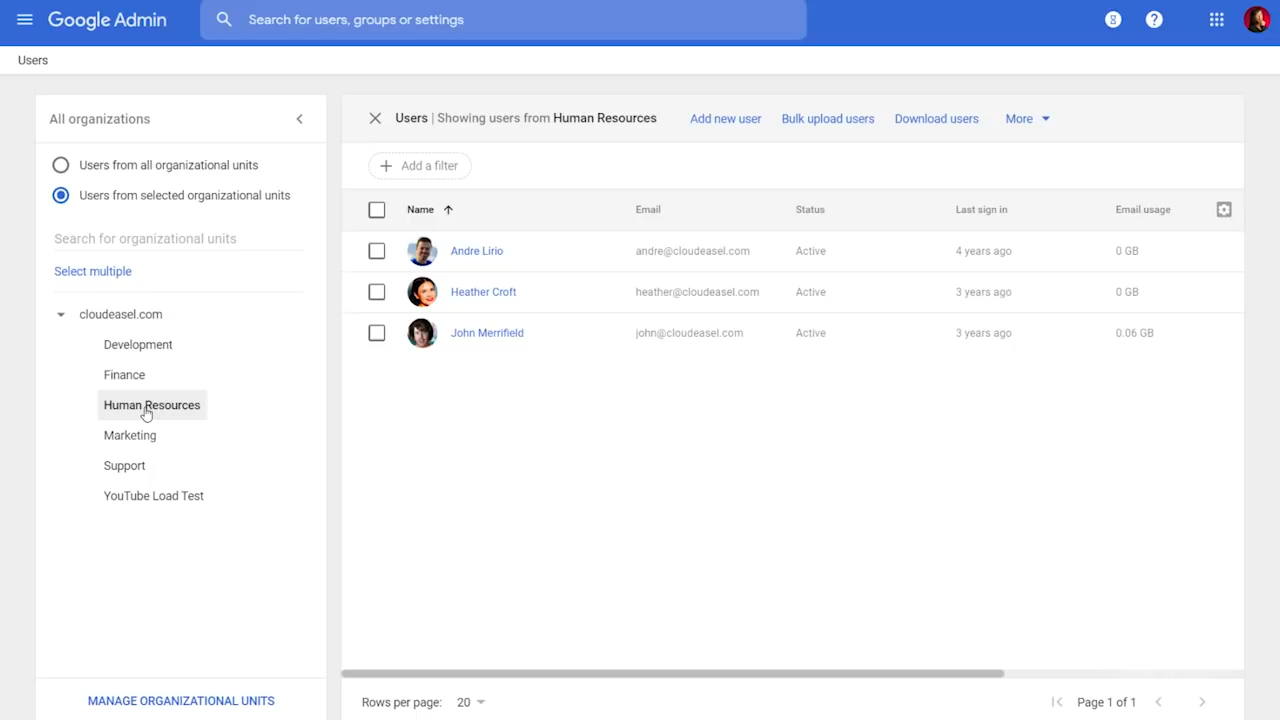 Google Admin
Search for users, groups or settings
Users
All organizations
Users from all organizational units
Users from selected organizational units
Search for organizational units
Select multiple
cloudeasel.com
Development
Finance
Human Resources
Marketing
Support
YouTube Load Test
MANAGE ORGANIZATIONAL UNITS
Users | Showing users from Human Resources
Add new user
Bulk upload users
Download users
More
Add a filter
Name Email Status Last sign in Email usage
Andre Lirio andre@cloudeasel.com Active 4 years ago 0 GB
Heather Croft heather@cloudeasel.com Active 3 years ago 0 GB
John Merrifield john@cloudeasel.com Active 3 years ago 0.06 GB
Rows per page: 20
Page 1 of 1